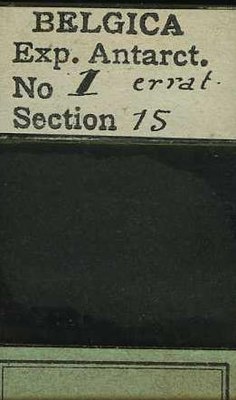 BELGICA
Exp. Antarct.
No 1 errat.
Section 15